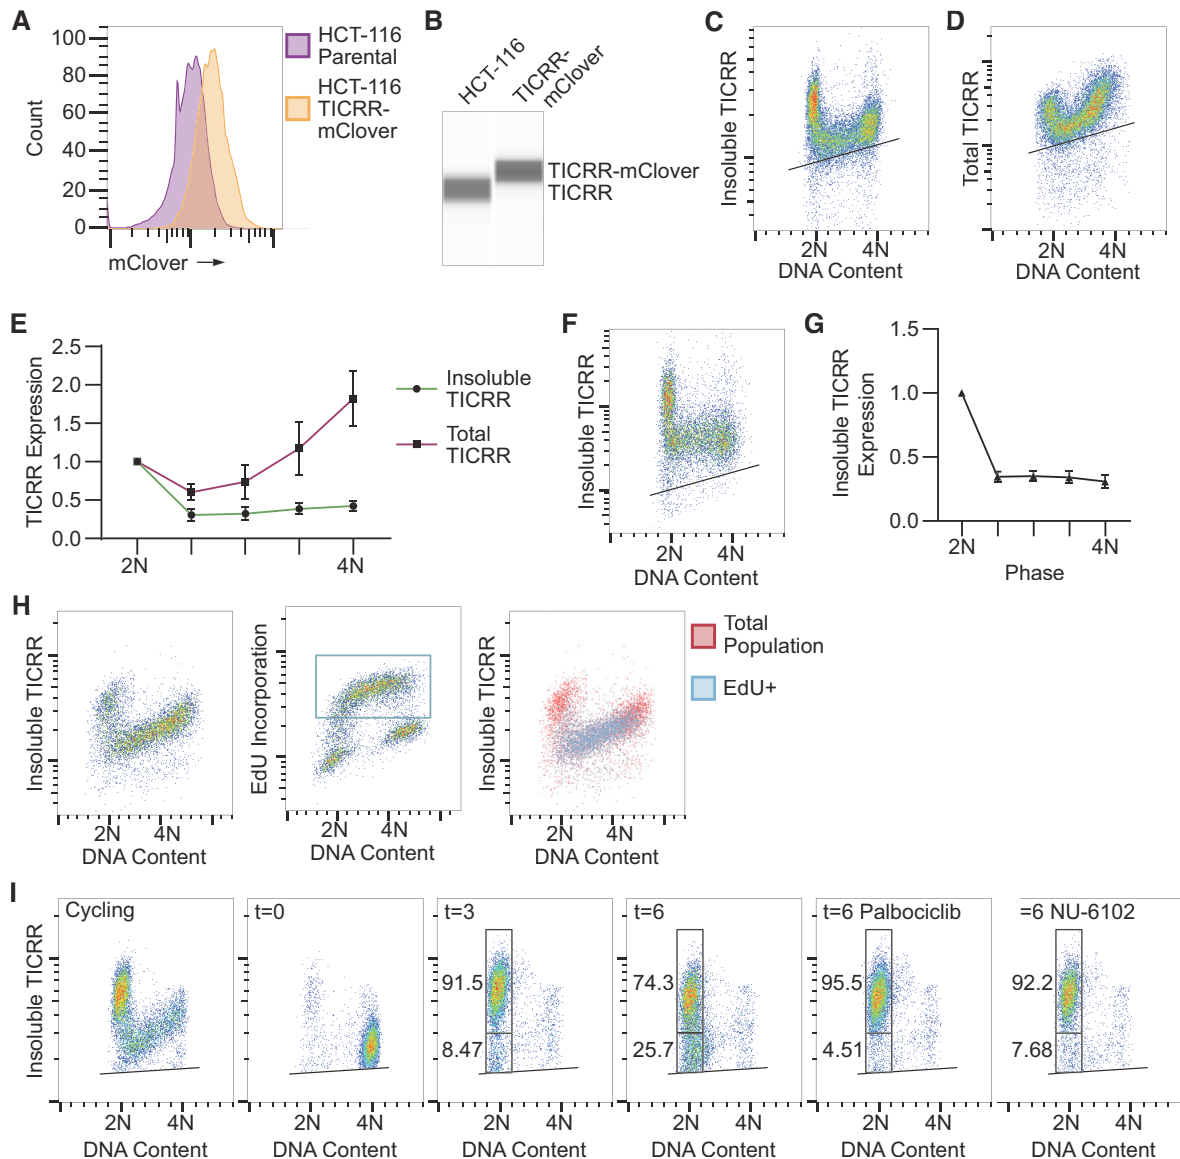 A
100
80
60
40
20
0
Count
mClover
HCT-116
Parental
HCT-116
TICRR-
mClover
B
HCT-116
TICRR-
mClover
TICRR-mClover
TICRR
C
Insoluble TICRR
2N 4N
DNA Content
D
Total TICRR
2N 4N
DNA Content
E
2.5
2.0
1.5
1.0
0.5
0.0
TICRR Expression
2N 4N
Insoluble
TICRR
Total
TICRR
F
Insoluble TICRR
2N 4N
DNA Content
G
1.5
1.0
0.5
0.0
Insoluble TICRR
Expression
2N 4N
Phase
H
Insoluble TICRR
2N 4N
DNA Content
EdU Incorporation
2N 4N
DNA Content
Insoluble TICRR
2N 4N
DNA Content
Total
Population
EdU+
I
Insoluble TICRR
Cycling
2N 4N
DNA Content
t=0
2N 4N
DNA Content
t=3
91.5
8.47
2N 4N
DNA Content
t=6
74.3
25.7
2N 4N
DNA Content
t=6 Palbociclib
95.5
4.51
2N 4N
DNA Content
=6 NU-6102
92.2
7.68
2N 4N
DNA Content